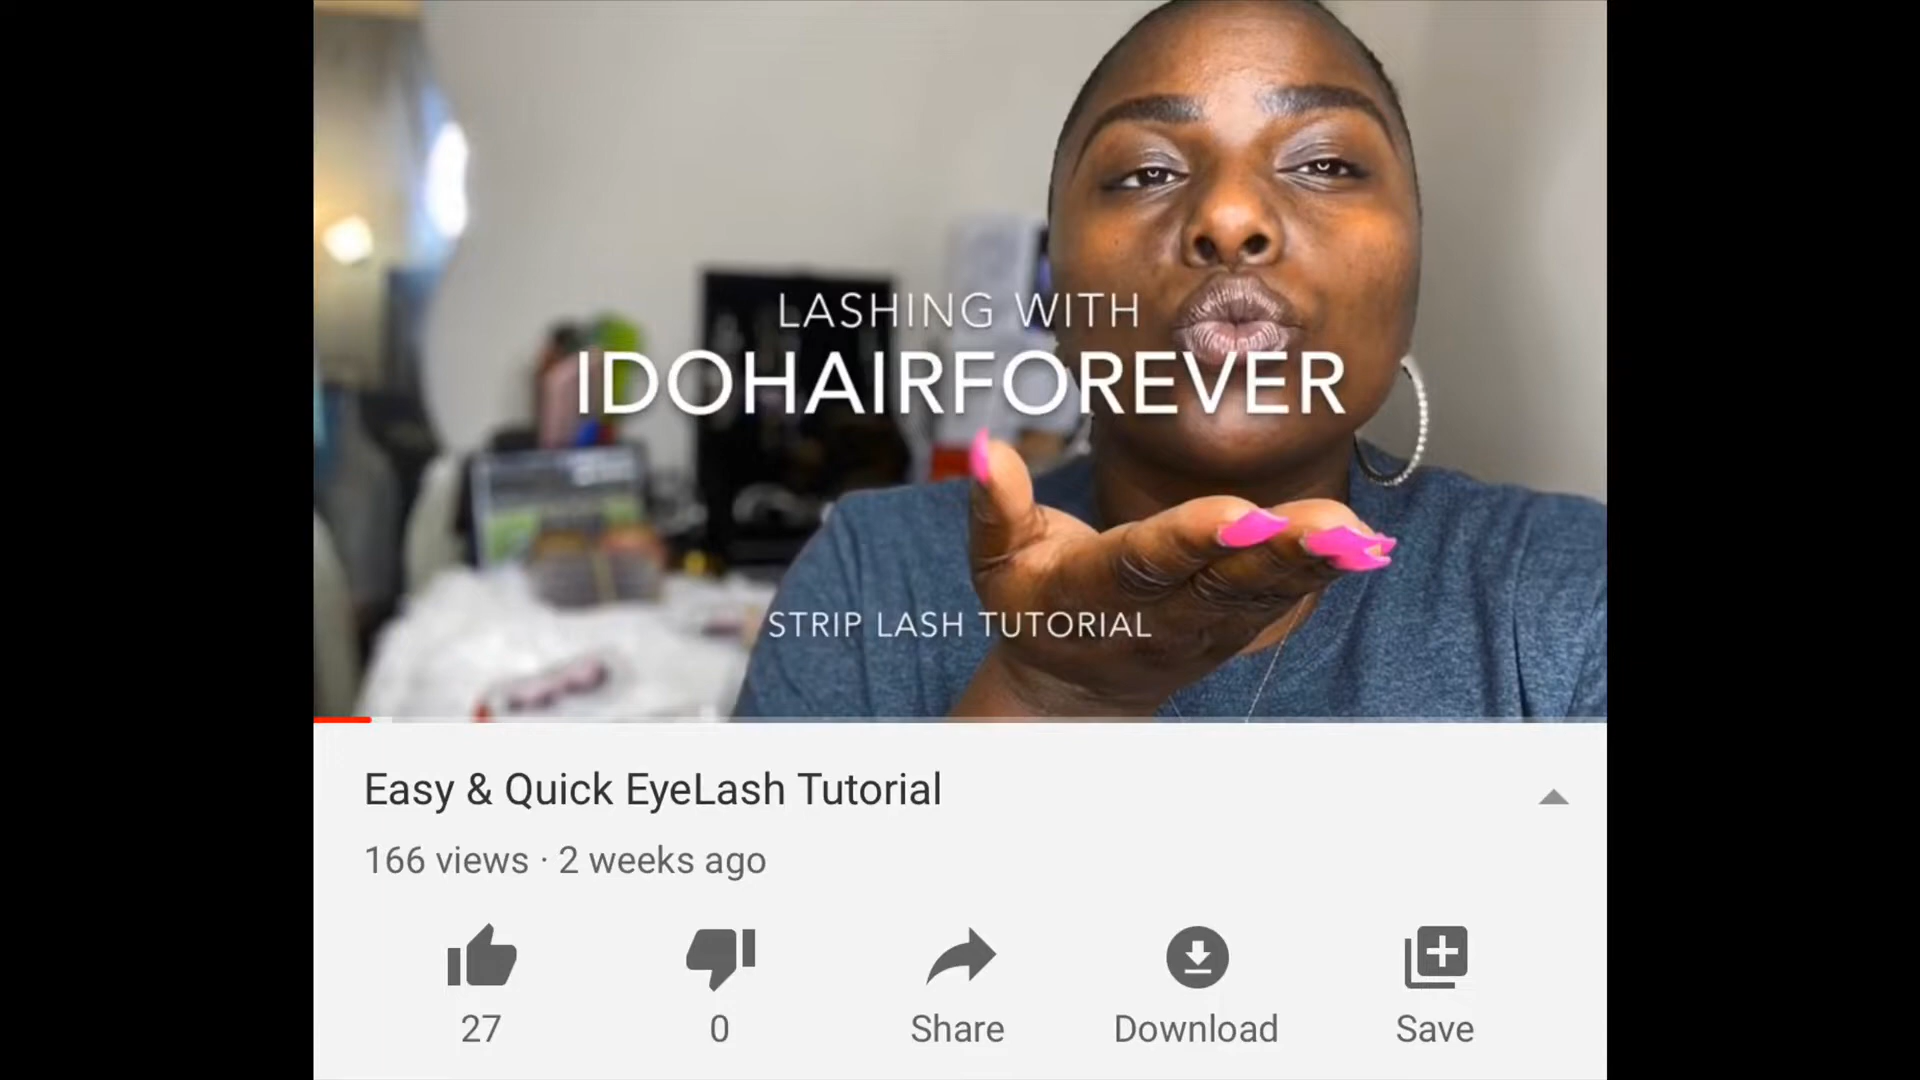 LASHING WITH
IDOHAIRFOREVER
STRIP LASH TUTORIAL
Easy & Quick EyeLash Tutorial
166 views · 2 weeks ago
27
0
Share
Download
Save